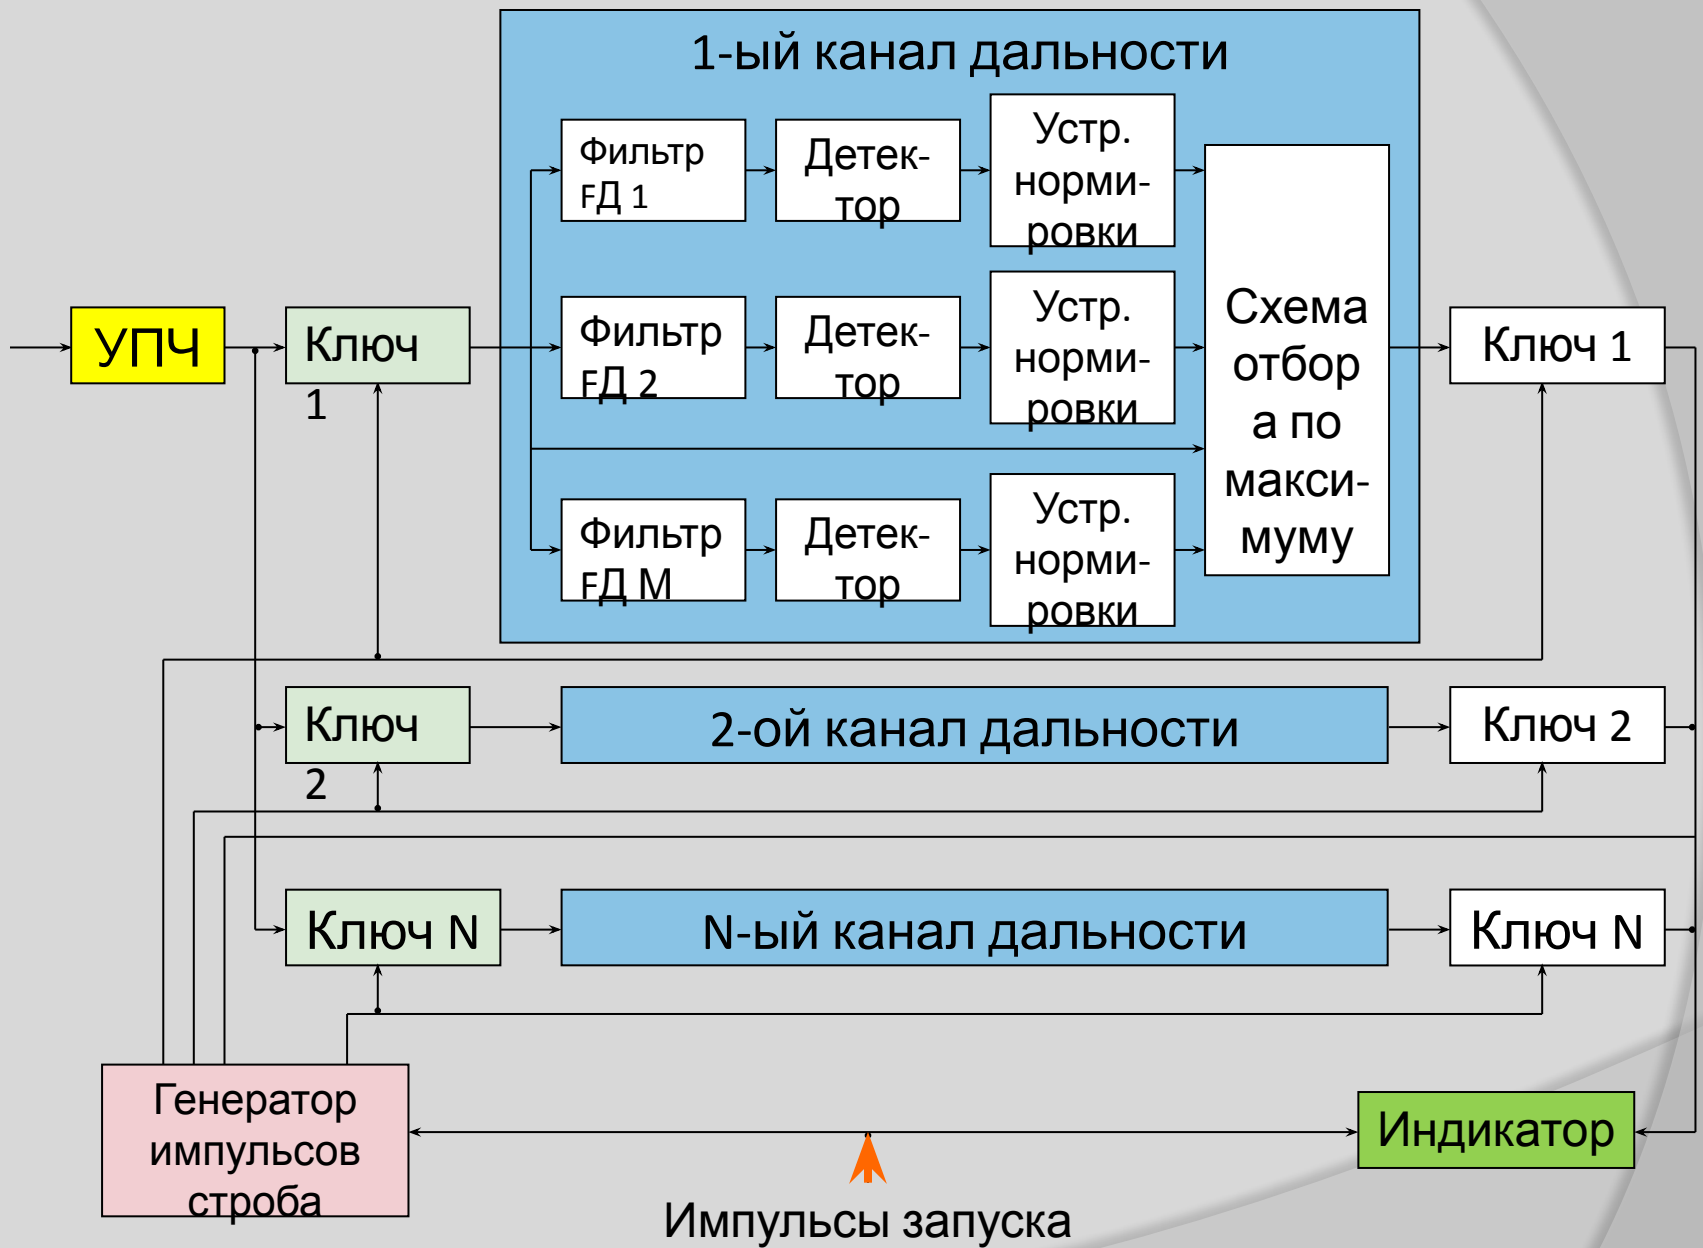 1-ый канал дальности
Фильтр
FД 1
Детек-
тор
Устр.
норми-
ровки
Фильтр
FД 2
Детек-
тор
Устр.
норми-
ровки
Фильтр
FД М
Детек-
тор
Устр.
норми-
ровки
Схема
отбор
а по
макси-
муму
УПЧ
Ключ
1
Ключ 1
Ключ
2
2-ой канал дальности
Ключ 2
Ключ N
N-ый канал дальности
Ключ N
Генератор
импульсов
строба
Индикатор
Импульсы запуска